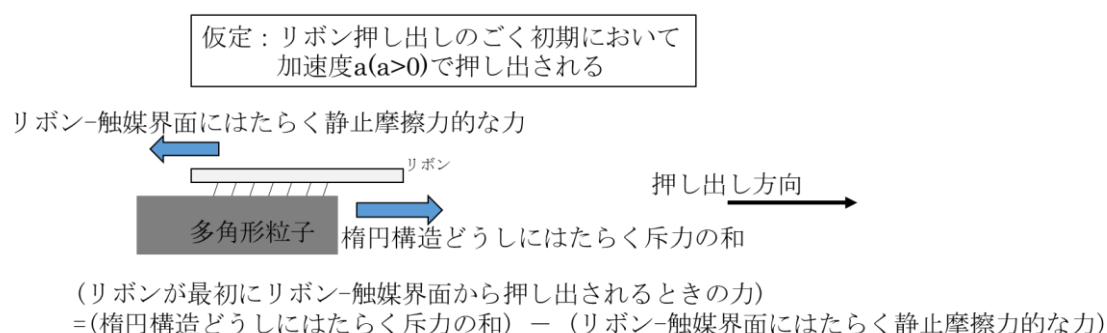 仮定：リボン押し出しのごく初期において
加速度a(a>0)で押し出される
リボン-触媒界面にはたらく静止摩擦力的な力
リボン
押し出し方向
多角形粒子
楕円構造どうしにはたらく斥力の和
(リボンが最初にリボン-触媒界面から押し出されるときの力)
=(楕円構造どうしにはたらく斥力の和) － (リボン-触媒界面にはたらく静止摩擦力的な力)